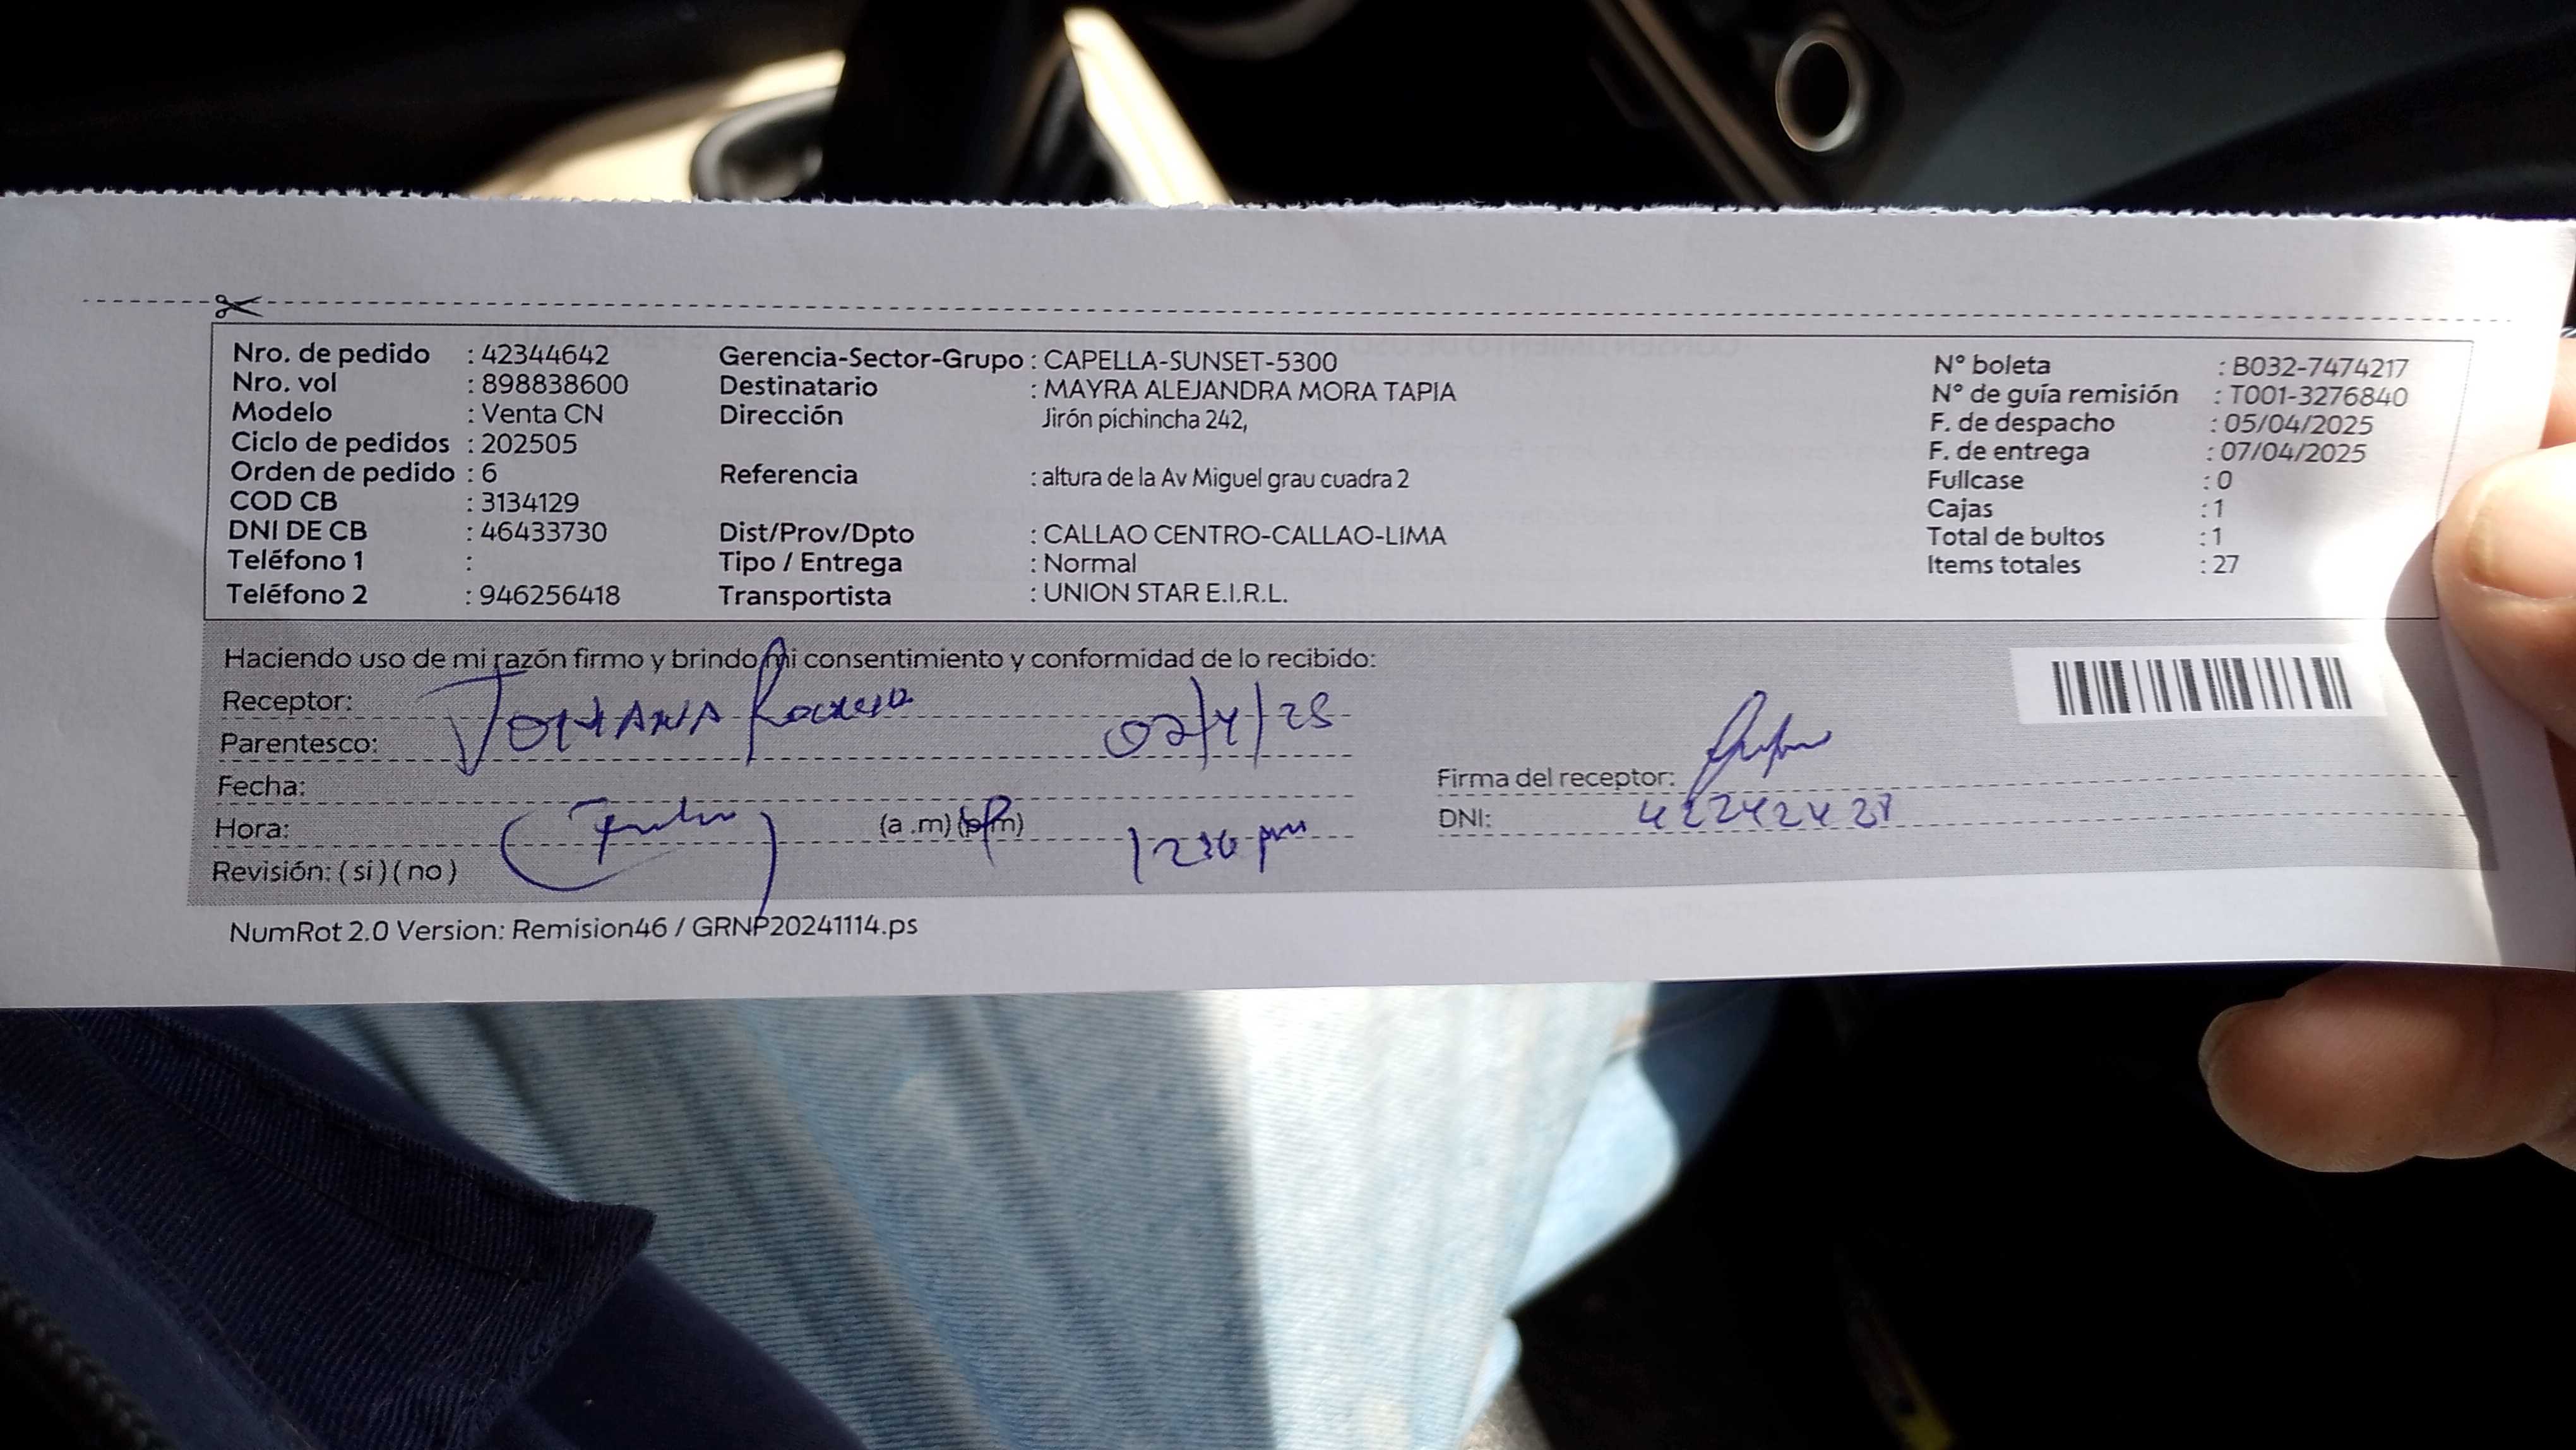 Nro. de pedido : 42344642
Nro. vol : 898838600
Modelo : Venta CN
Ciclo de pedidos : 202505
Orden de pedido : 6
COD CB : 3134129
DNI DE CB : 46433730
Teléfono 1 :
Teléfono 2 : 946256418
Gerencia-Sector-Grupo : CAPELLA-SUNSET-5300
Destinatario : MAYRA ALEJANDRA MORA TAPIA
Dirección Jirón pichincha 242,
Referencia : altura de la Av Miguel grau cuadra 2
Dist/Prov/Dpto : CALLAO CENTRO-CALLAO-LIMA
Tipo / Entrega : Normal
Transportista : UNION STAR E.I.R.L.
N° boleta : B032-7474217
N° de guía remisión : T001-3276840
F. de despacho : 05/04/2025
F. de entrega : 07/04/2025
Fullcase : 0
Cajas : 1
Total de bultos : 1
Items totales : 27
Haciendo uso de mi razón firmo y brindo mi consentimiento y conformidad de lo recibido:
Receptor:
Parentesco:
Fecha:
Hora: (a .m) (p.m)
Revisión: ( si ) ( no )
Firma del receptor:
DNI:
NumRot 2.0 Version: Remision46 / GRNP20241114.ps